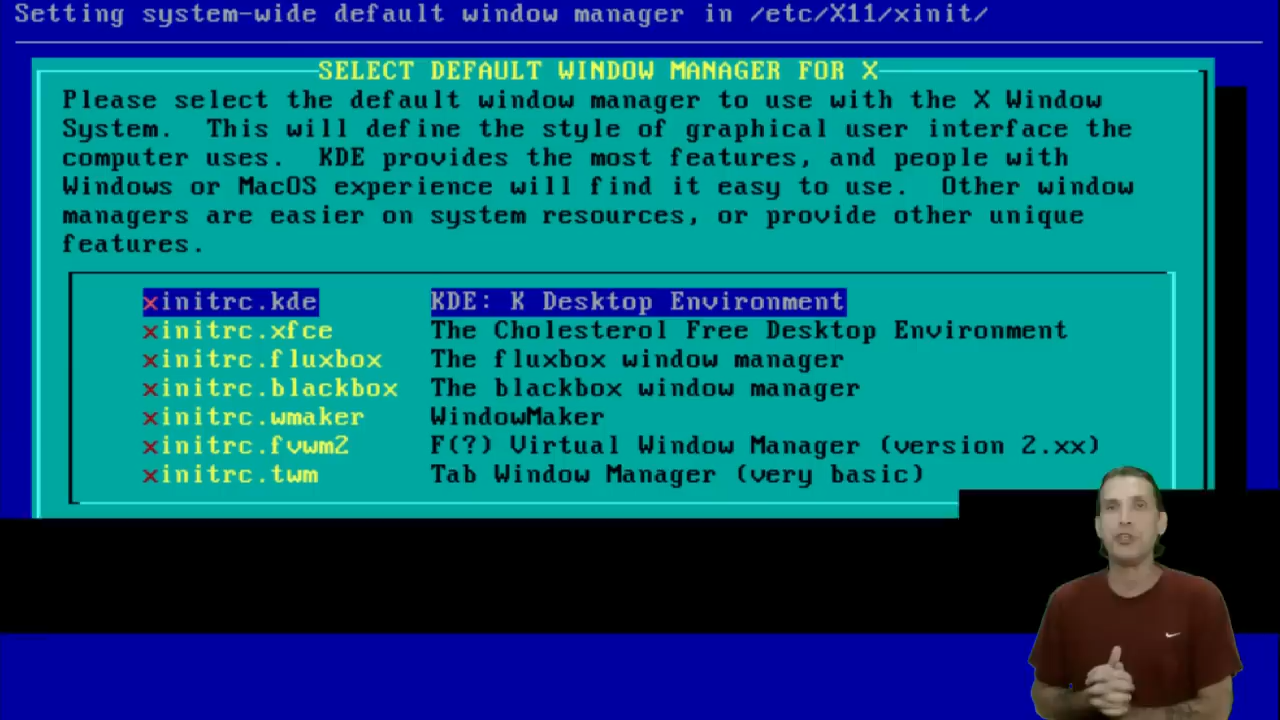 Setting system-wide default window manager in /etc/X11/xinit/
SELECT DEFAULT WINDOW MANAGER FOR X
Please select the default window manager to use with the X Window
System.  This will define the style of graphical user interface the
computer uses.  KDE provides the most features, and people with
Windows or MacOS experience will find it easy to use.  Other window
managers are easier on system resources, or provide other unique
features.
xinitrc.kde KDE: K Desktop Environment
xinitrc.xfce The Cholesterol Free Desktop Environment
xinitrc.fluxbox The fluxbox window manager
xinitrc.blackbox The blackbox window manager
xinitrc.wmaker WindowMaker
xinitrc.fvwm2 F(?) Virtual Window Manager (version 2.xx)
xinitrc.twm Tab Window Manager (very basic)